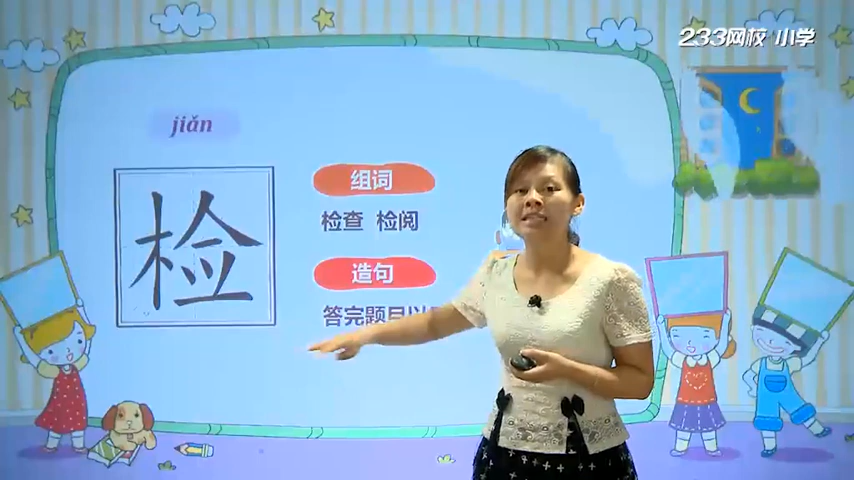 233网校 小学
jiǎn
检
组词
检查 检阅
造句
答完题目以